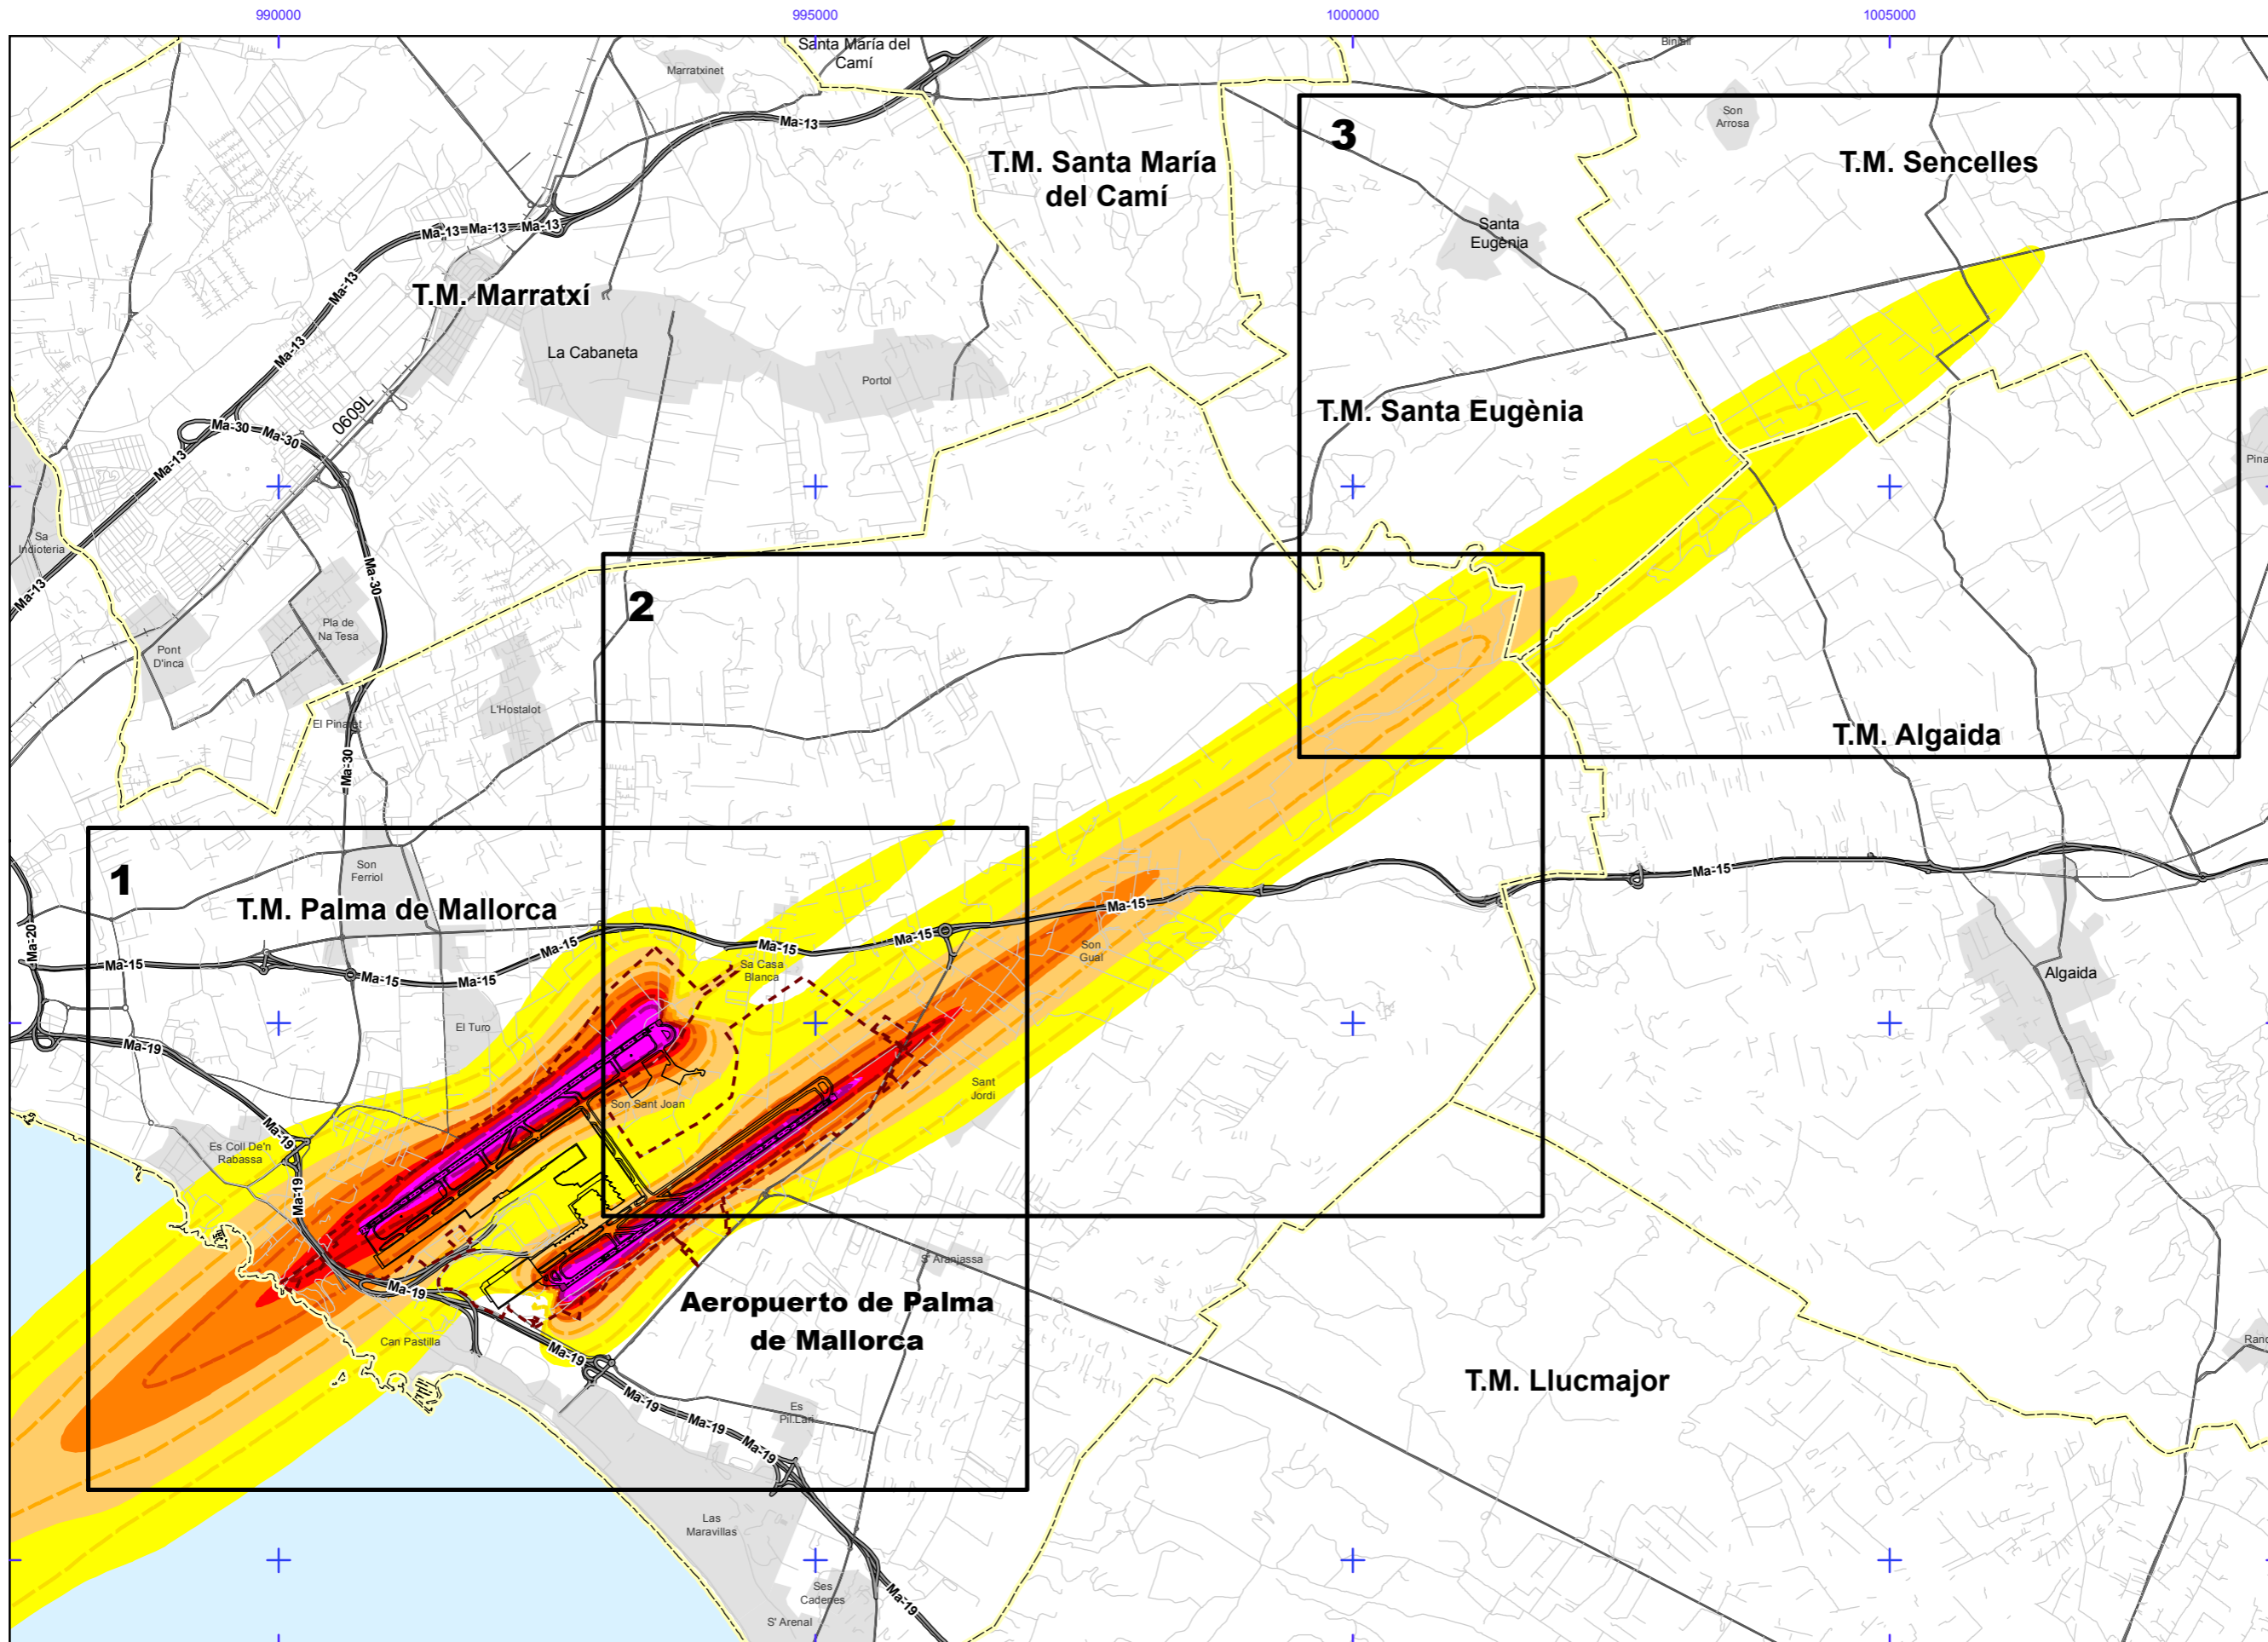 990000
995000
1000000
1005000
Santa María del
Camí
Marratxinet
Ma-13
Son
Arrosa
3
T.M. Santa María
del Camí
T.M. Sencelles
Santa
Eugènia
Ma-13
Ma-13
Ma-13
Ma-13
T.M. Marratxí
Ma-13
La Cabaneta
Portol
0609L
T.M. Santa Eugènia
Ma-30
Ma-30
Ma-13
Pina
Sa
Indioteria
Ma-30
Ma-13
2
Pla de
Na Tesa
Pont
D'inca
L'Hostalot
El Pinaret
T.M. Algaida
Ma-30
Son
Ferriol
1
Ma-15
T.M. Palma de Mallorca
Ma-15
Ma-20
Ma-15
Ma-15
Ma-15
Son
Gual
Ma-15
Ma-15
Ma-15
Sa Casa
Blanca
Algaida
El Turo
Ma-19
Sant
Jordi
Son Sant Joan
Ma-19
Es Coll De'n
Rabassa
Ma-19
S' Aranjassa
Ma-19
Aeropuerto de Palma
de Mallorca
Can Pastilla
Ma-19
T.M. Llucmajor
Ma-19
Es
Pil.Lari
Ma-19
Ma-19
Las
Maravillas
Ses
Cadenes
Ma-19
S' Arenal